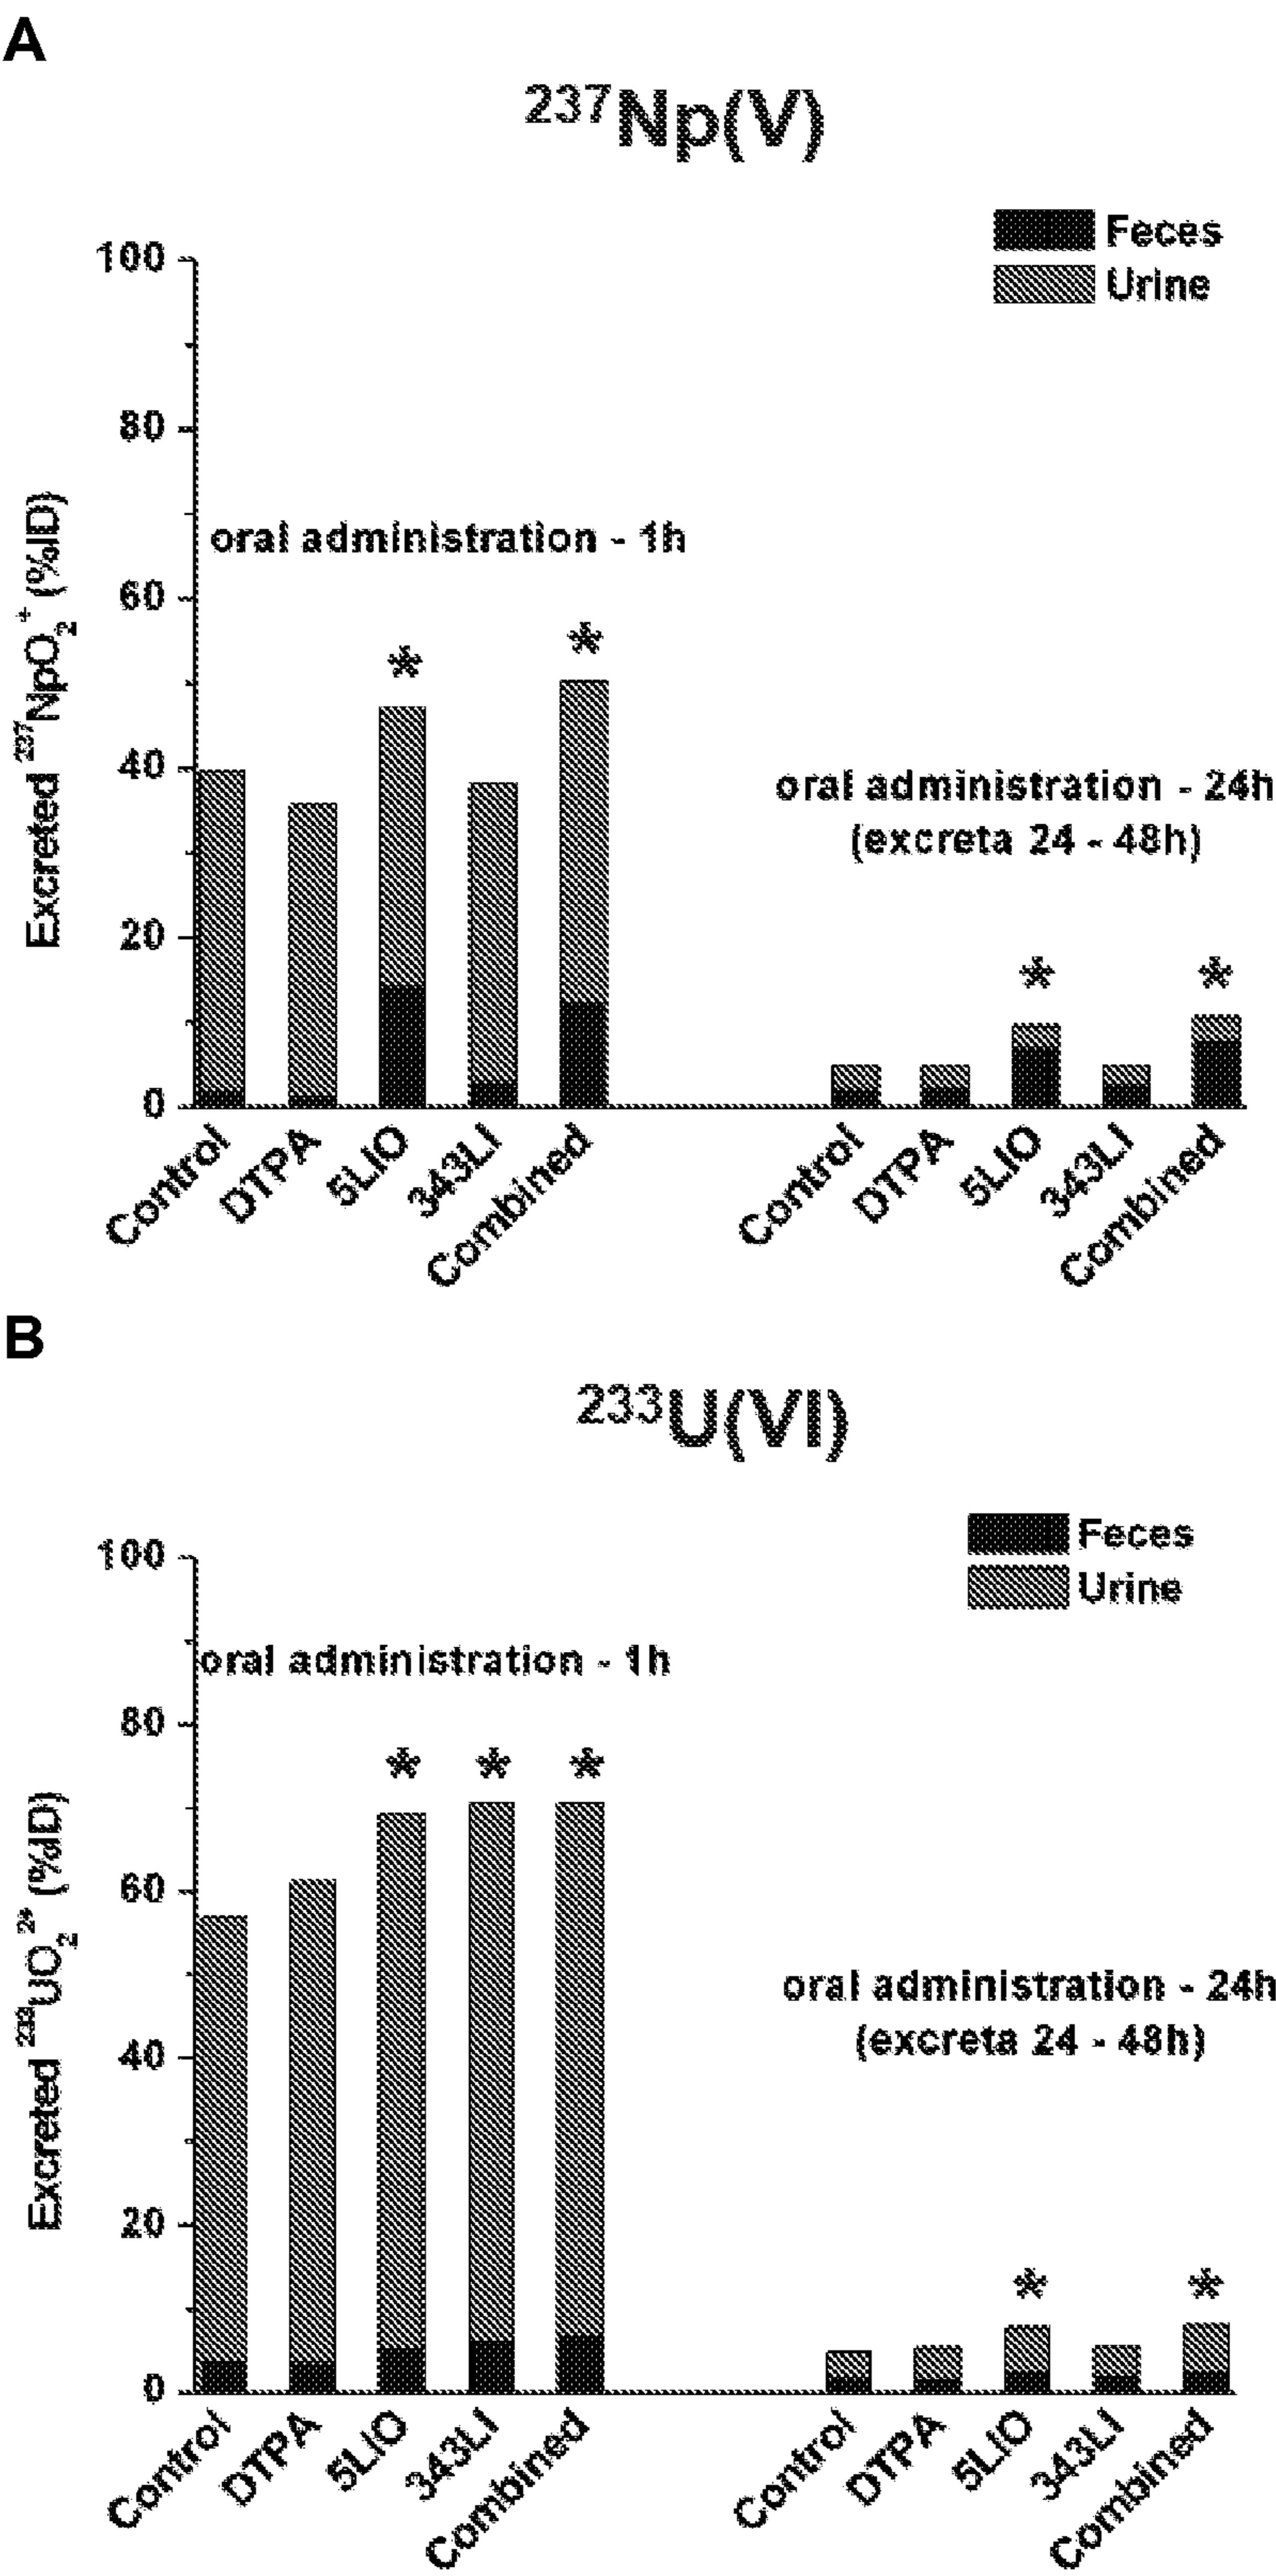 A
²³⁷Np(V)
Feces
Urine
100
80
60
40
20
0
Excreted ²³⁷NpO₂⁺ (%ID)
oral administration - 1h
*
*
oral administration - 24h
(excreta 24 - 48h)
*
*
Control
DTPA
5LIO
343LI
Combined
Control
DTPA
5LIO
343LI
Combined
B
²³³U(VI)
Feces
Urine
100
80
60
40
20
0
Excreted ²³³UO₂²⁺ (%ID)
oral administration - 1h
*
*
*
oral administration - 24h
(excreta 24 - 48h)
*
*
Control
DTPA
5LIO
343LI
Combined
Control
DTPA
5LIO
343LI
Combined